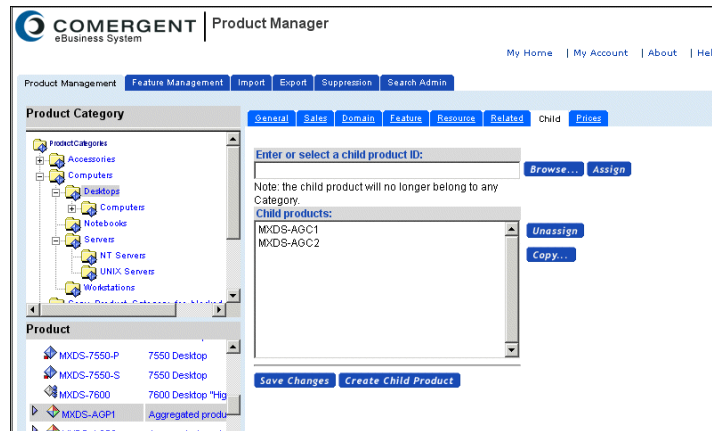 COMERGENT
eBusiness System
Product Manager
My Home | My Account | About | Hel
Product Management Feature Management Import Export Suppression Search Admin
Product Category
ProductCategories
Accessories
Computers
Desktops
Computers
Notebooks
Servers
NT Servers
UNIX Servers
Workstations
General Sales Domain Feature Resource Related Child Prices
Enter or select a child product ID:
Browse... Assign
Note: the child product will no longer belong to any
Category.
Child products:
MXDS-AGC1
MXDS-AGC2
Unassign
Copy...
Save Changes Create Child Product
Product
MXDS-7550-P 7550 Desktop
MXDS-7550-S 7550 Desktop
MXDS-7600 7600 Desktop "Hig
MXDS-AGP1 Aggregated produ